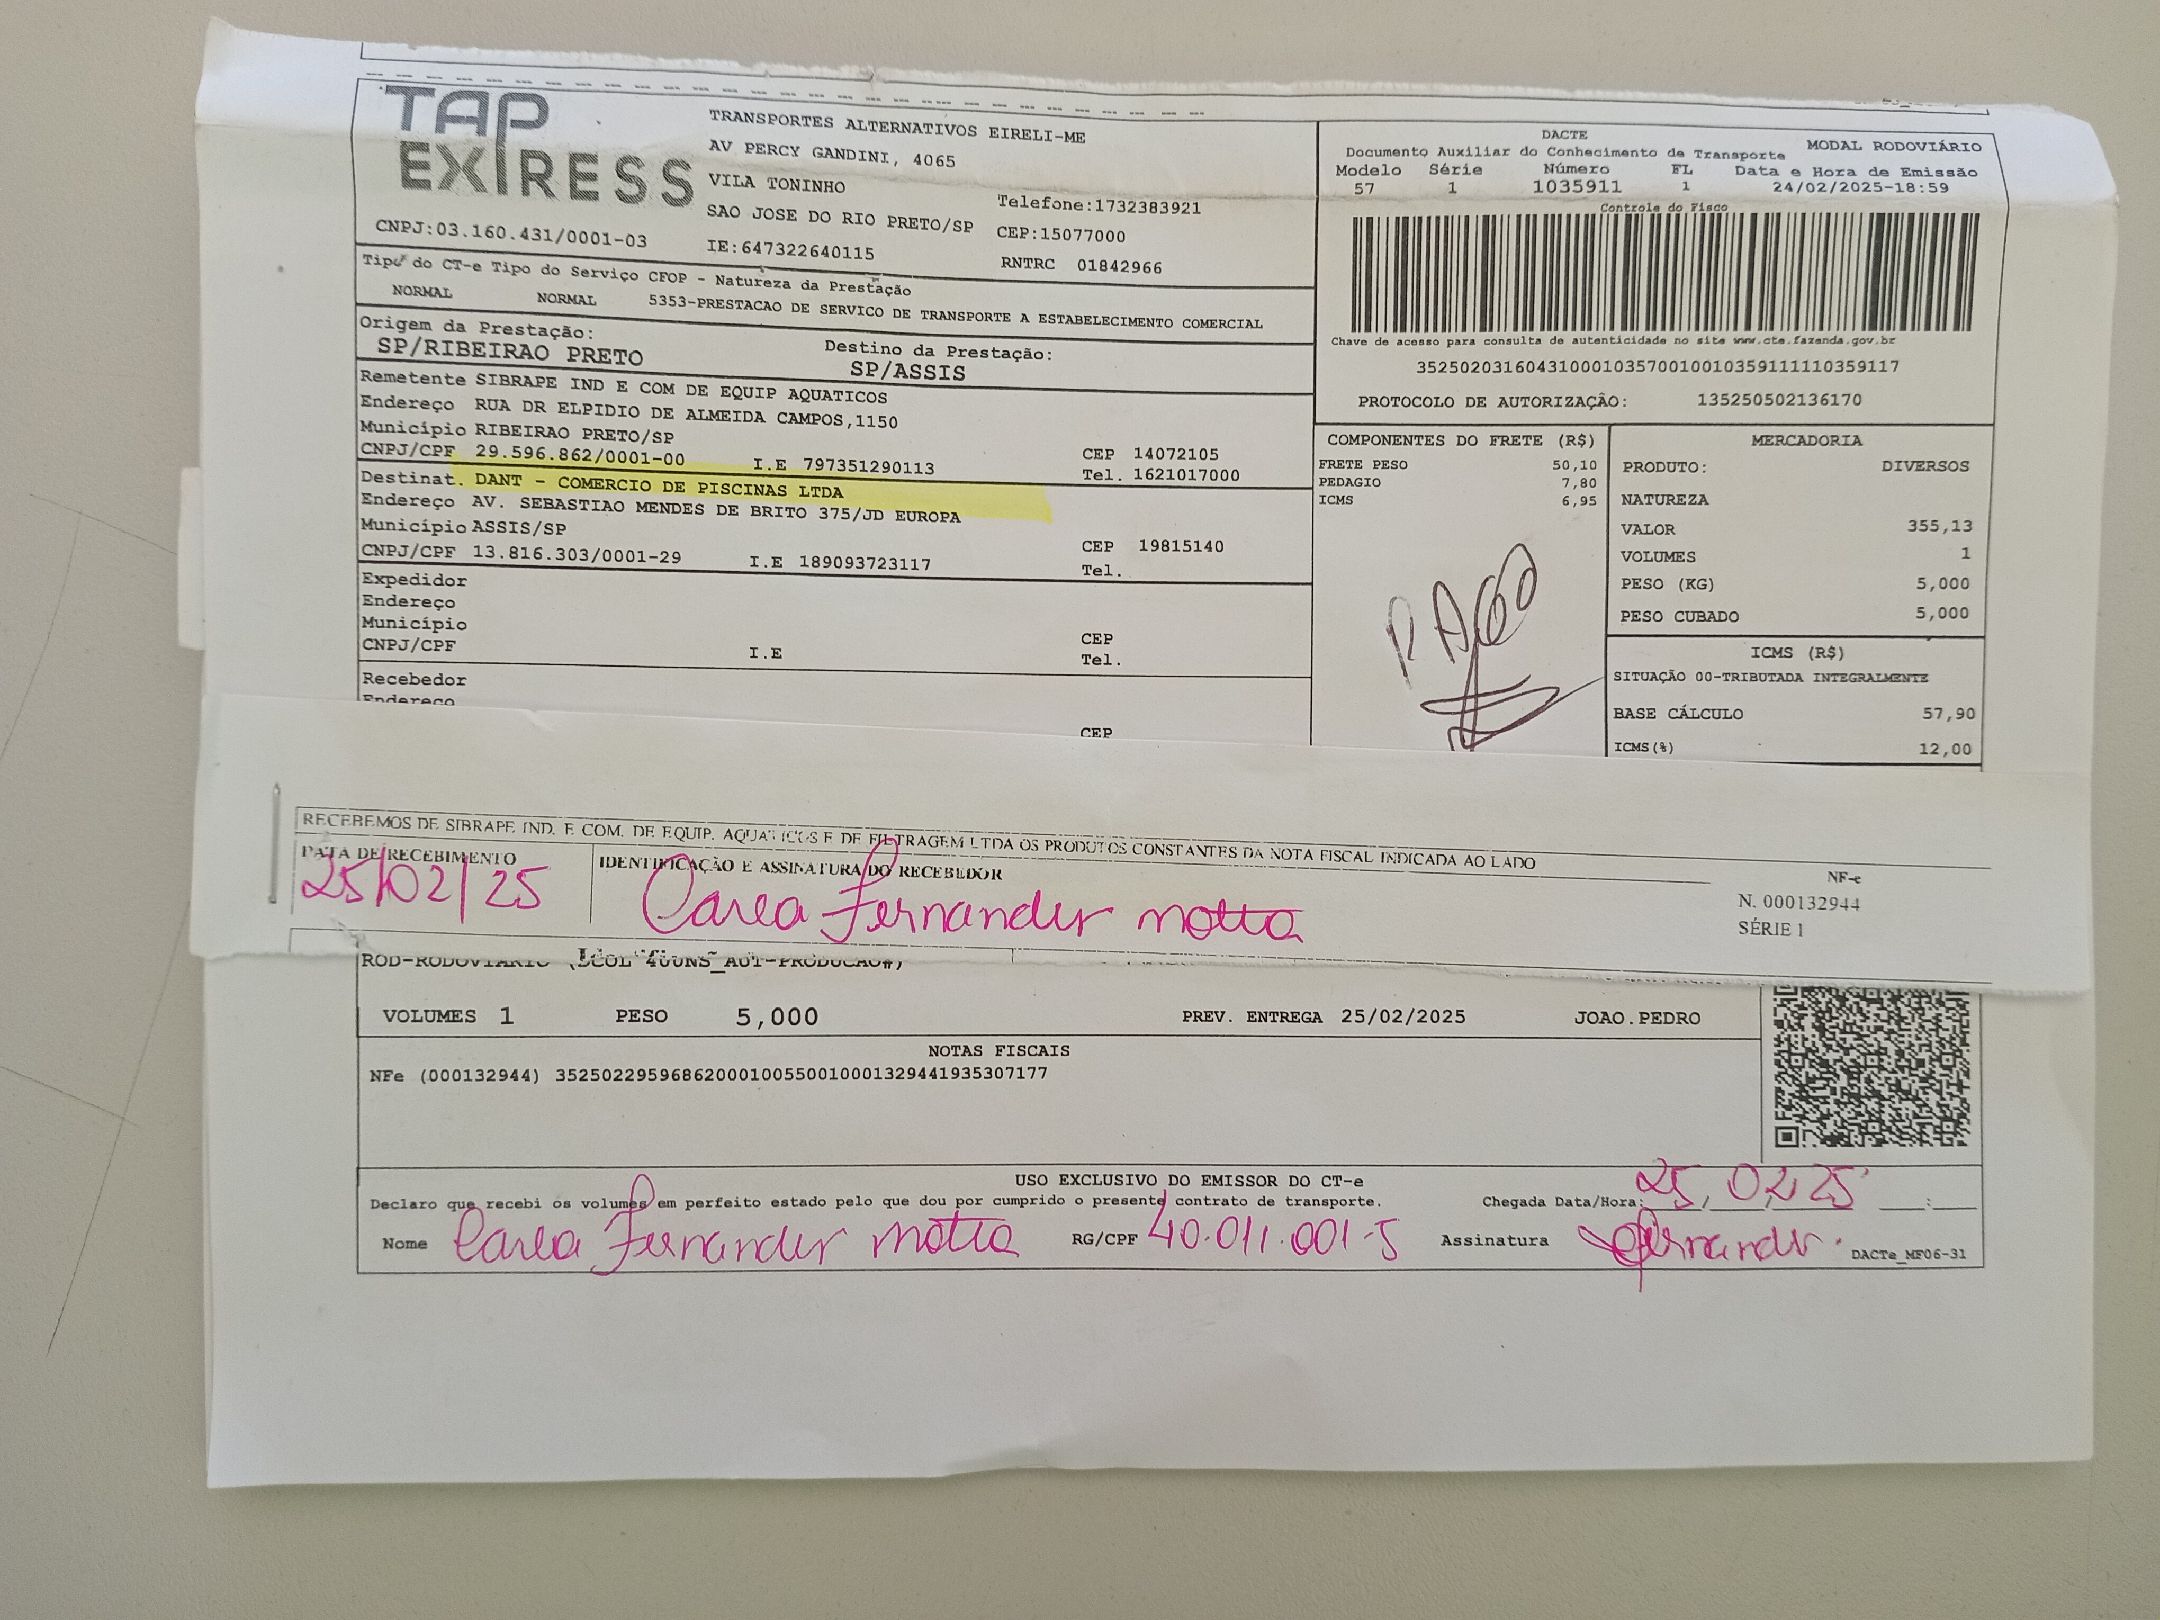 TAP
EXPRESS
TRANSPORTES ALTERNATIVOS EIRELI-ME
AV PERCY GANDINI, 4065
VILA TONINHO
SAO JOSE DO RIO PRETO/SP
Telefone:1732383921
CEP:15077000
CNPJ:03.160.431/0001-03
IE:647322640115
RNTRC 01842966
DACTE
MODAL RODOVIÁRIO
Documento Auxiliar do Conhecimento de Transporte
Modelo Série Número FL Data e Hora de Emissão
57 1 1035911 1 24/02/2025-18:59
Controle do Fisco
Chave de acesso para consulta de autenticidade no site www.cte.fazenda.gov.br
35250203160431000103570010010359111110359117
PROTOCOLO DE AUTORIZAÇÃO: 135250502136170
Tipo do CT-e Tipo do Serviço CFOP - Natureza da Prestação
NORMAL NORMAL 5353-PRESTACAO DE SERVICO DE TRANSPORTE A ESTABELECIMENTO COMERCIAL
Origem da Prestação: Destino da Prestação:
SP/RIBEIRAO PRETO SP/ASSIS
Remetente SIBRAPE IND E COM DE EQUIP AQUATICOS
Endereço RUA DR ELPIDIO DE ALMEIDA CAMPOS,1150
Município RIBEIRAO PRETO/SP CEP 14072105
CNPJ/CPF 29.596.862/0001-00 I.E 797351290113 Tel. 1621017000
Destinat. DANT - COMERCIO DE PISCINAS LTDA
Endereço AV. SEBASTIAO MENDES DE BRITO 375/JD EUROPA
Município ASSIS/SP CEP 19815140
CNPJ/CPF 13.816.303/0001-29 I.E 189093723117 Tel.
Expedidor
Endereço
Município CEP
CNPJ/CPF I.E Tel.
Recebedor
Endereço
CEP
COMPONENTES DO FRETE (R$)
FRETE PESO 50,10
PEDAGIO 7,80
ICMS 6,95
PAGO
MERCADORIA
PRODUTO: DIVERSOS
NATUREZA
VALOR 355,13
VOLUMES 1
PESO (KG) 5,000
PESO CUBADO 5,000
ICMS (R$)
SITUAÇÃO 00-TRIBUTADA INTEGRALMENTE
BASE CÁLCULO 57,90
ICMS(%) 12,00
RECEBEMOS DE SIBRAPE IND. E COM. DE EQUIP. AQUATICOS E DE FILTRAGEM LTDA OS PRODUTOS CONSTANTES DA NOTA FISCAL INDICADA AO LADO
DATA DE RECEBIMENTO IDENTIFICAÇÃO E ASSINATURA DO RECEBEDOR
25/02/25 Carla Fernandes Motta
NF-e
N. 000132944
SÉRIE 1
ROD-RODOVIARIO
VOLUMES 1 PESO 5,000 PREV. ENTREGA 25/02/2025 JOAO.PEDRO
NOTAS FISCAIS
NFe (000132944) 35250229596862000100550010001329441935307177
USO EXCLUSIVO DO EMISSOR DO CT-e
Declaro que recebi os volumes em perfeito estado pelo que dou por cumprido o presente contrato de transporte. Chegada Data/Hora: 25/02/25 __:__
Nome Carla Fernandes Motta RG/CPF 40.011.001-5 Assinatura CFernandes. DACTe_MF06-31